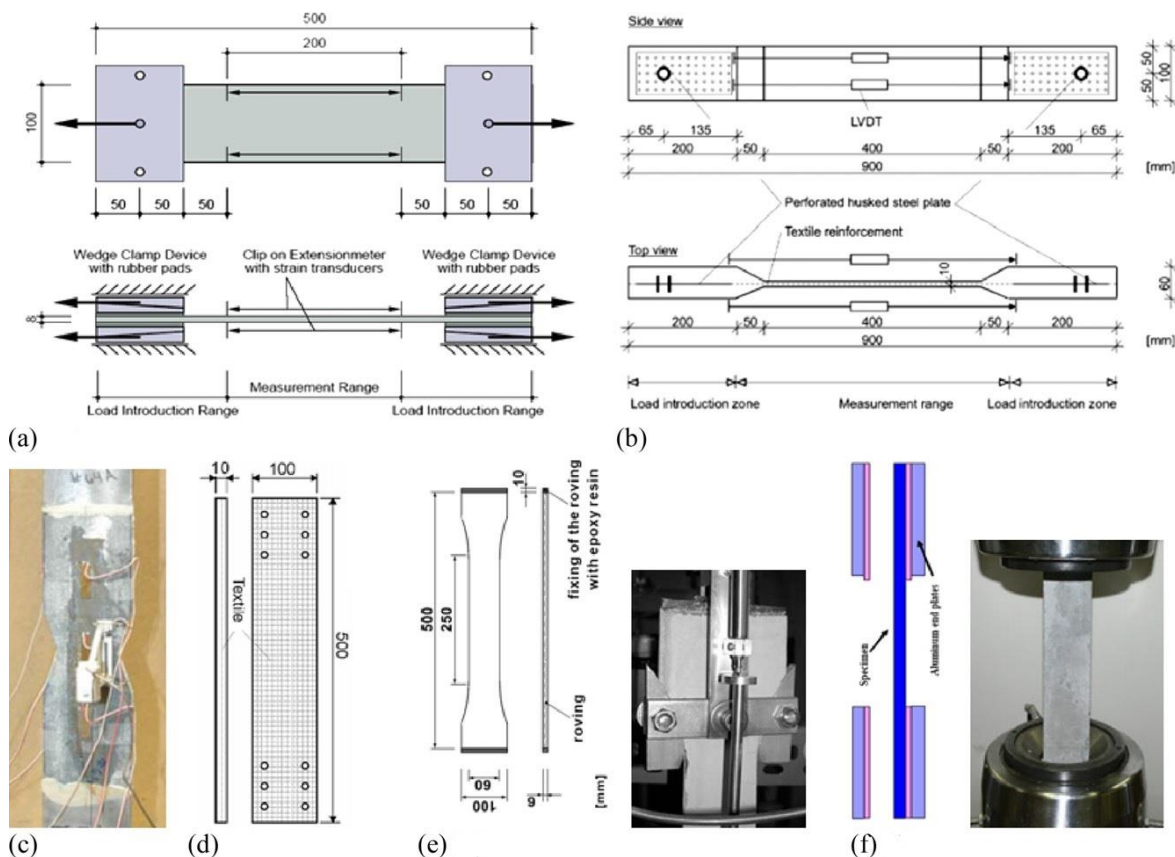 500
200
100
50
50
50
50
50
50
Wedge Clamp Device
with rubber pads
Clip on Extensionmeter
with strain transducers
Wedge Clamp Device
with rubber pads
8
Measurement Range
Load Introduction Range
Load Introduction Range
(a)
Side view
LVDT
50
50
100
65
135
135
65
200
50
400
50
200
[mm]
900
Perforated husked steel plate
Textile reinforcement
Top view
10
60
200
50
400
50
200
900
[mm]
Load introduction zone
Measurement range
Load introduction zone
(b)
(c)
10
100
Textile
500
(d)
10
500
250
fixing of the roving
with epoxy resin
roving
60
100
9
[mm]
(e)
Specimen
Aluminum end plates
(f)